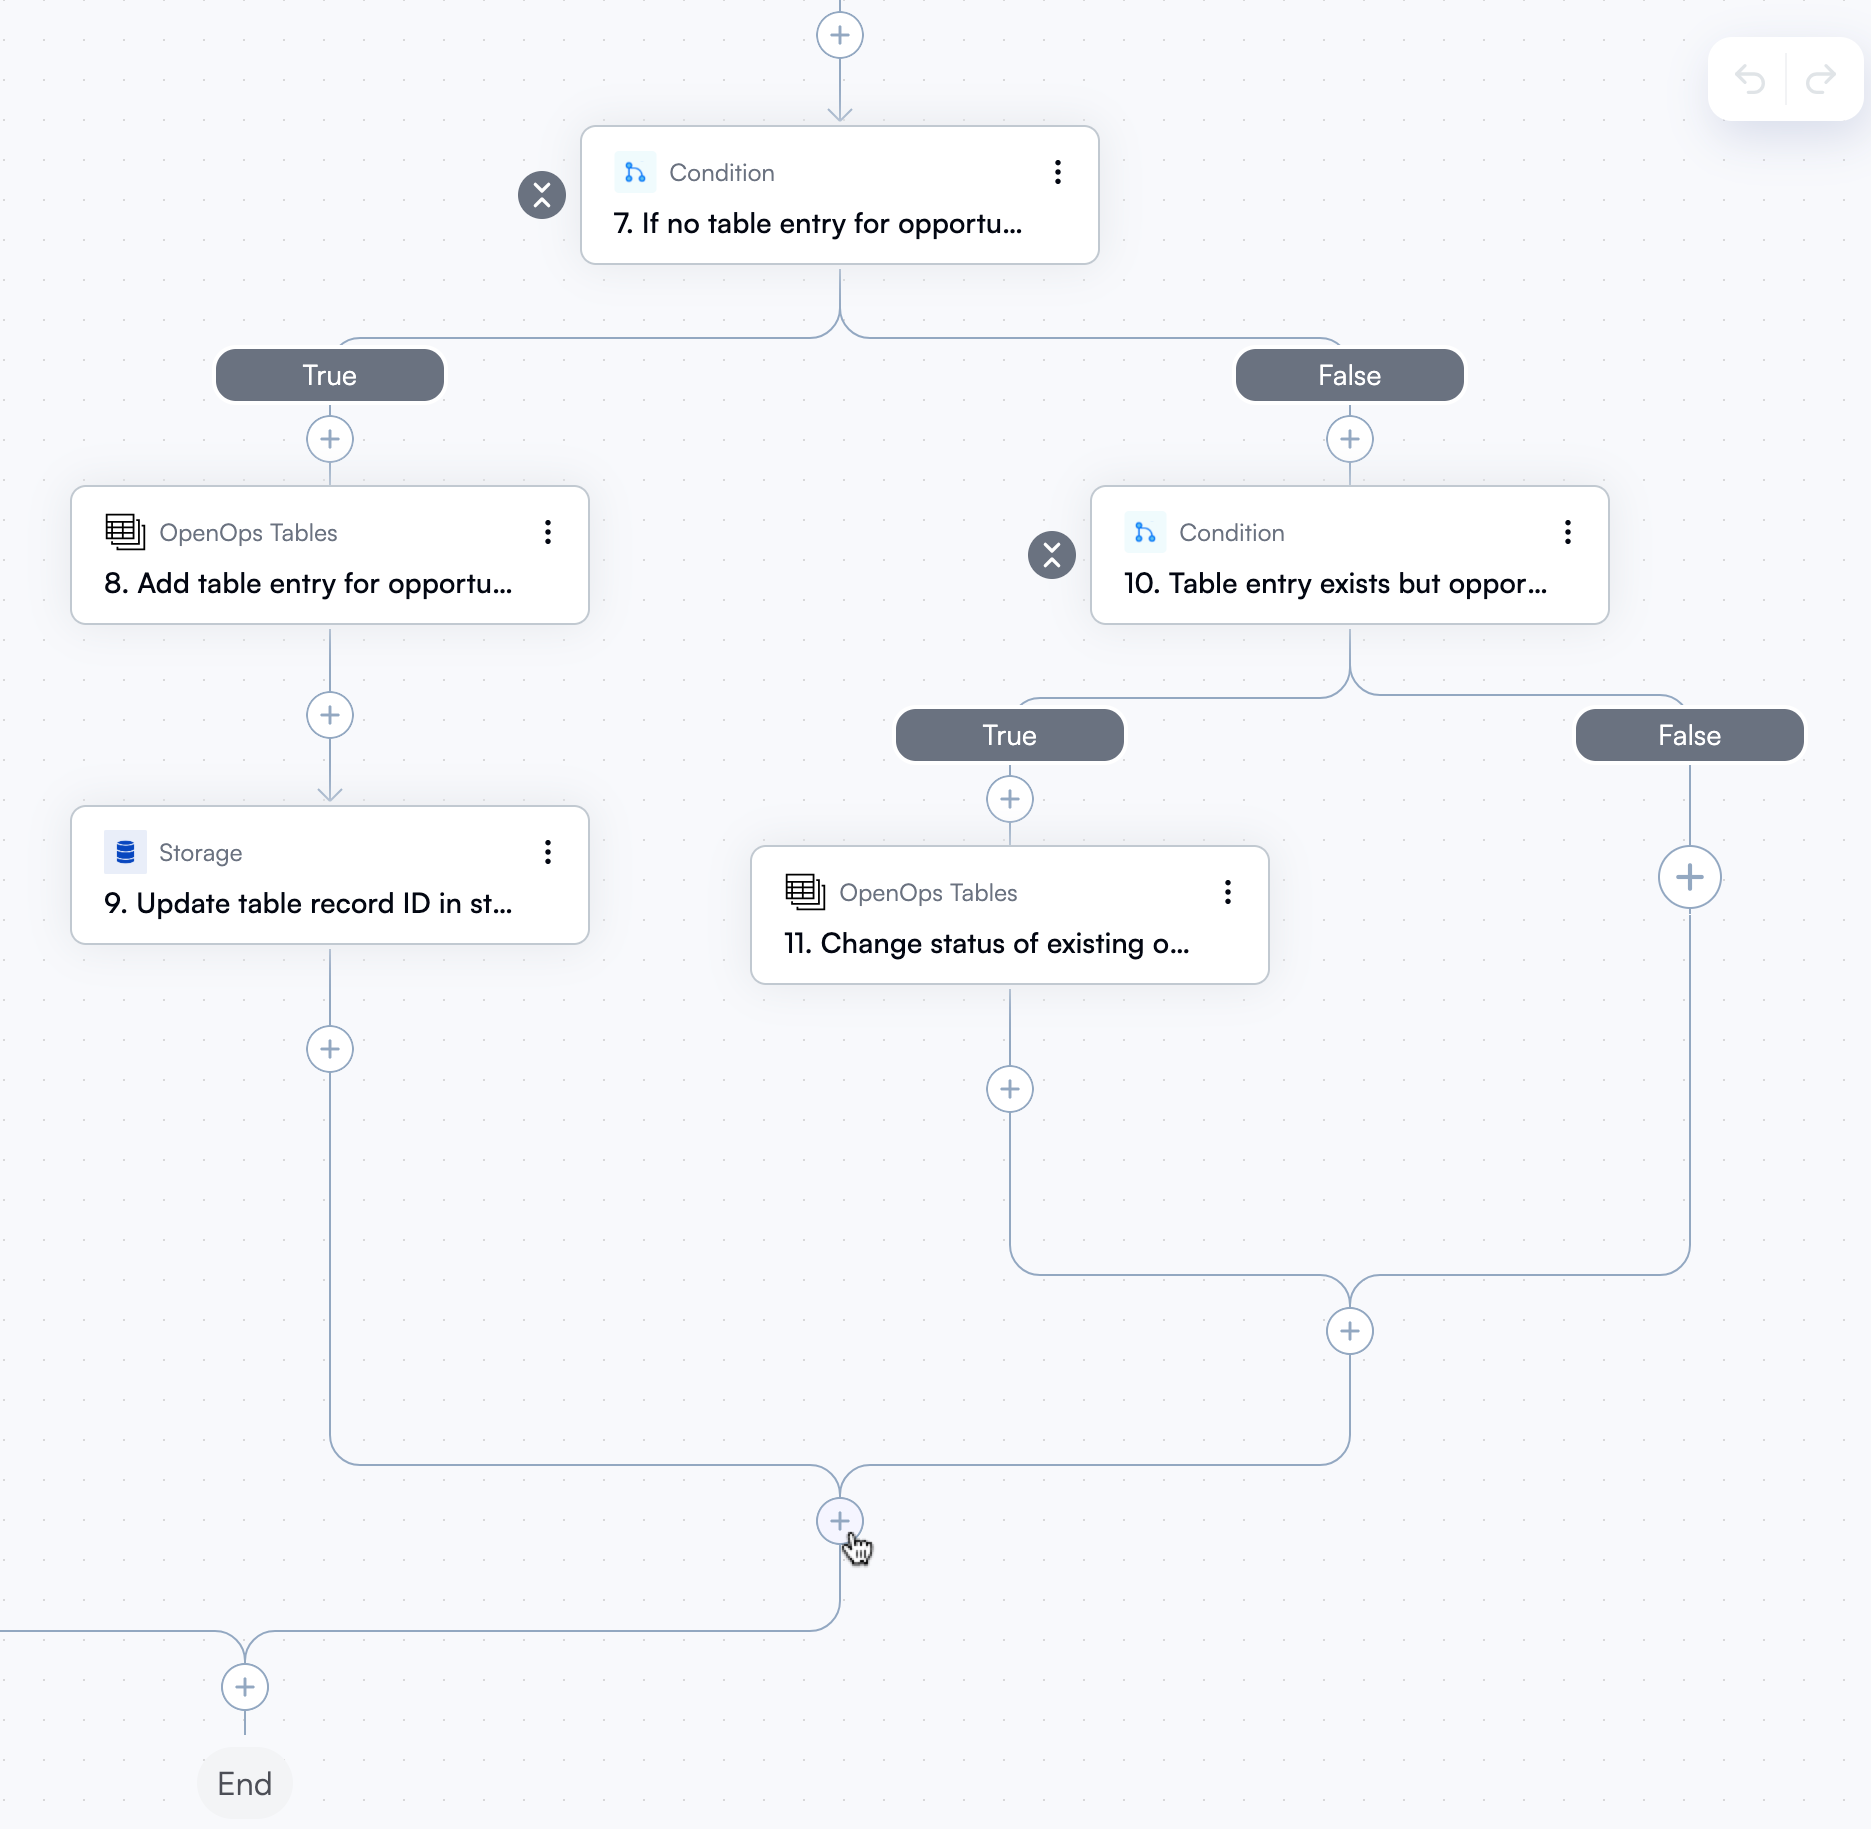 Condition
7. If no table entry for opportu...
True
False
OpenOps Tables
8. Add table entry for opportu...
Condition
10. Table entry exists but oppor...
True
False
Storage
9. Update table record ID in st...
OpenOps Tables
11. Change status of existing o...
End